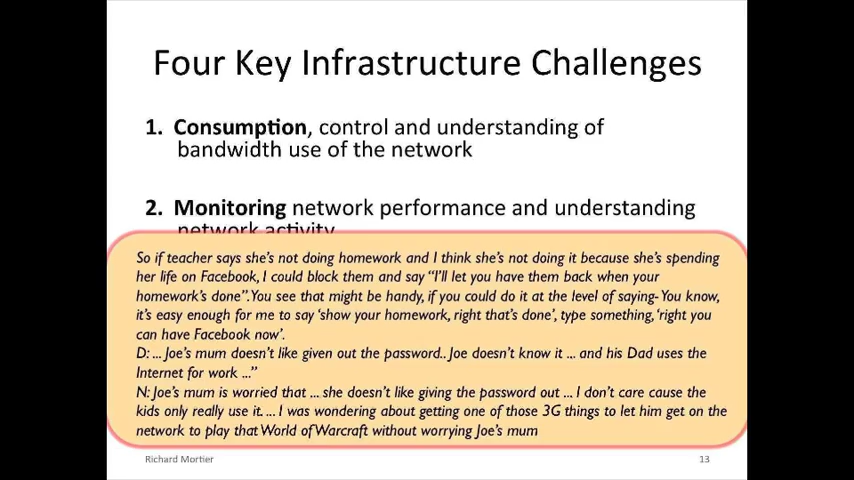 Four Key Infrastructure Challenges
1. Consumption, control and understanding of
bandwidth use of the network
2. Monitoring network performance and understanding
network activity
So if teacher says she's not doing homework and I think she's not doing it because she's spending
her life on Facebook, I could block them and say "I'll let you have them back when your
homework's done". You see that might be handy, if you could do it at the level of saying- You know,
it's easy enough for me to say 'show your homework, right that's done', type something, 'right you
can have Facebook now'.
D: ... Joe's mum doesn't like given out the password.. Joe doesn't know it ... and his Dad uses the
Internet for work ..."
N: Joe's mum is worried that ... she doesn't like giving the password out ... I don't care cause the
kids only really use it. ... I was wondering about getting one of those 3G things to let him get on the
network to play that World of Warcraft without worrying Joe's mum
Richard Mortier
13